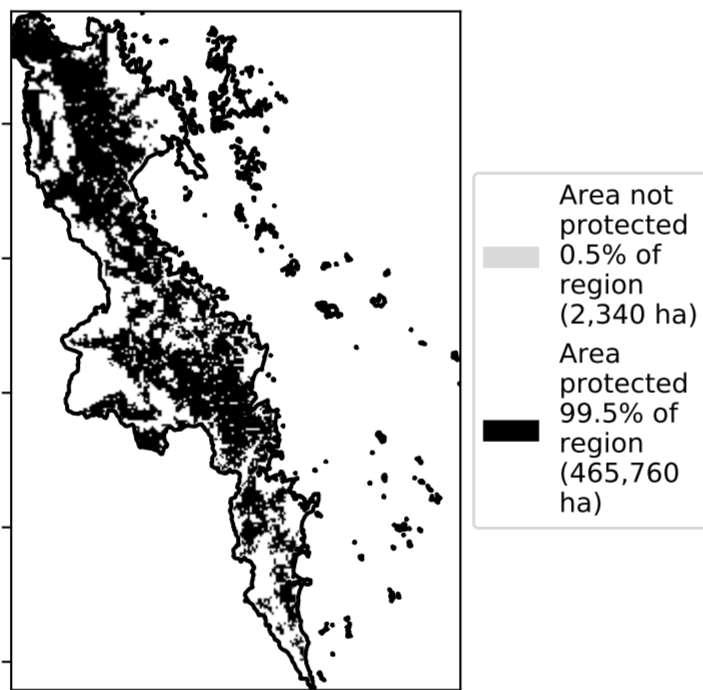 Area not
protected
0.5% of
region
(2,340 ha)
Area
protected
99.5% of
region
(465,760
ha)